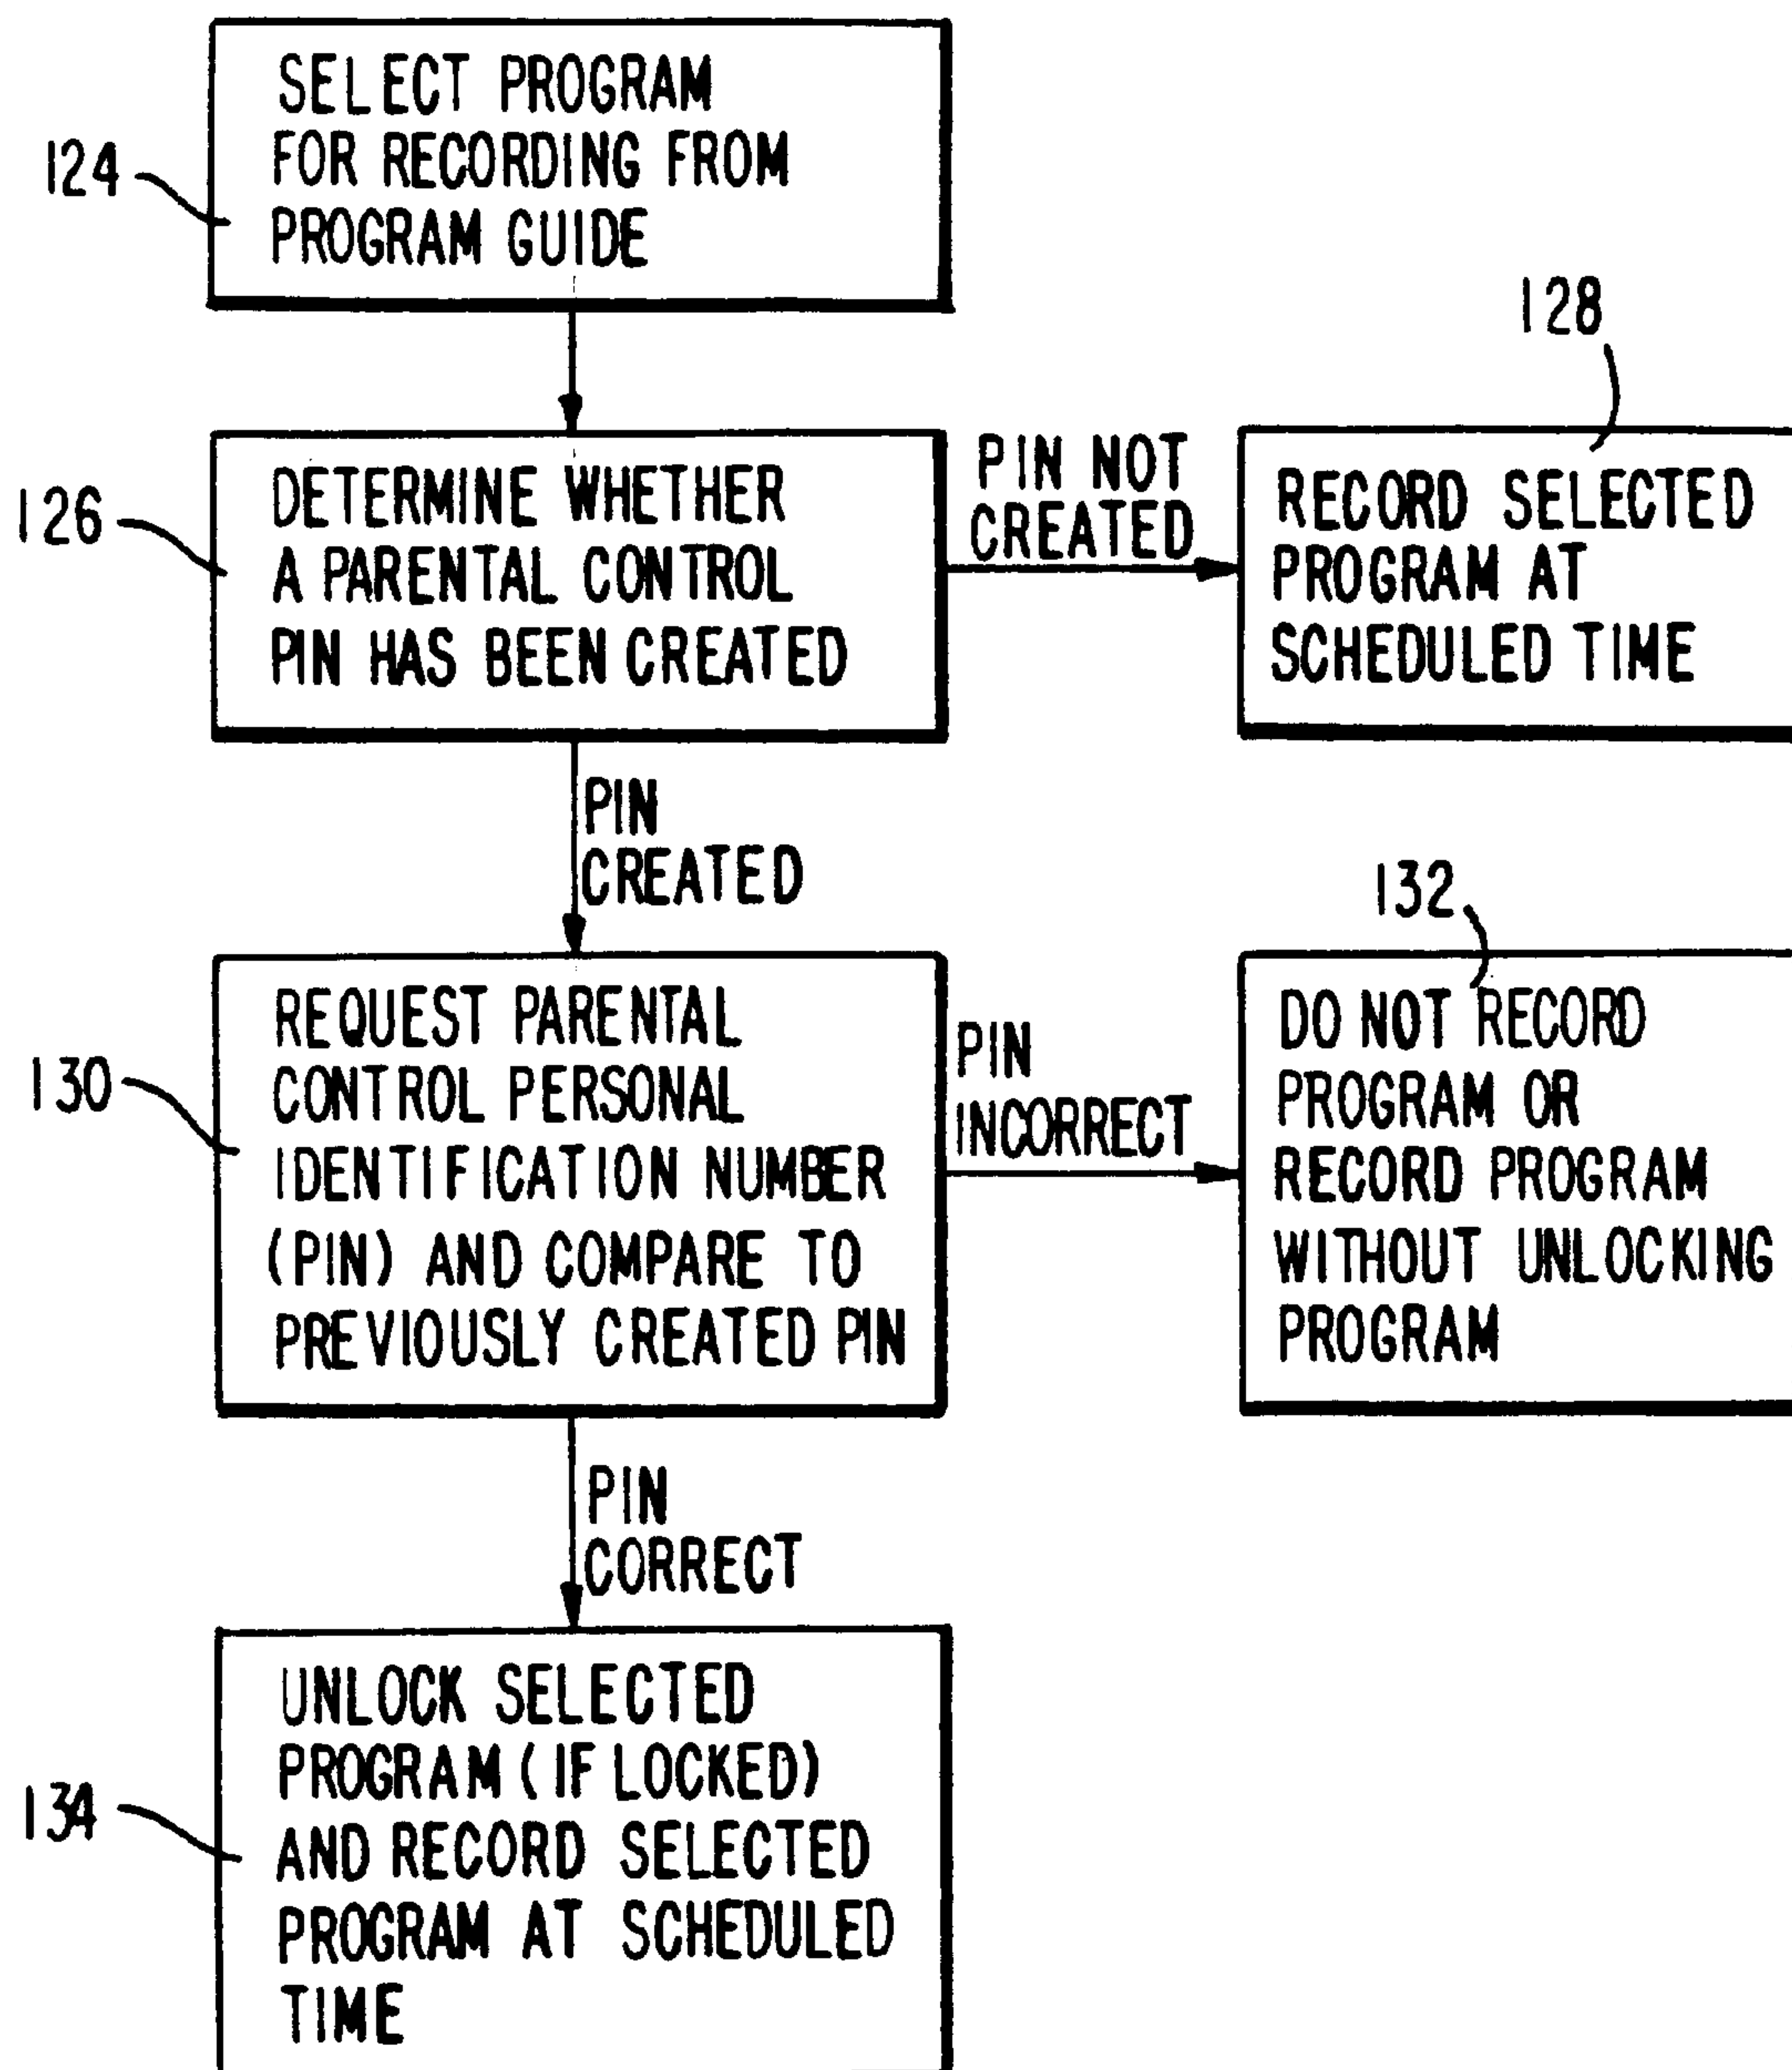 SELECT PROGRAM
FOR RECORDING FROM
PROGRAM GUIDE
124
128
DETERMINE WHETHER
A PARENTAL CONTROL
PIN HAS BEEN CREATED
126
PIN NOT
CREATED
RECORD SELECTED
PROGRAM AT
SCHEDULED TIME
PIN
CREATED
132
REQUEST PARENTAL
CONTROL PERSONAL
IDENTIFICATION NUMBER
(PIN) AND COMPARE TO
PREVIOUSLY CREATED PIN
130
PIN
INCORRECT
DO NOT RECORD
PROGRAM OR
RECORD PROGRAM
WITHOUT UNLOCKING
PROGRAM
PIN
CORRECT
UNLOCK SELECTED
PROGRAM (IF LOCKED)
AND RECORD SELECTED
PROGRAM AT SCHEDULED
TIME
134